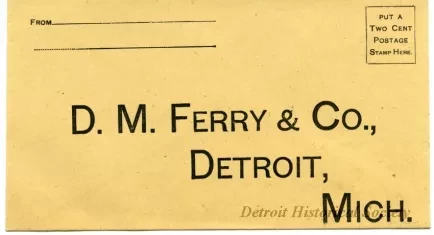 FROM
PUT A
TWO CENT
POSTAGE
STAMP HERE.
D. M. FERRY & CO.,
DETROIT,
MICH.
Detroit Historical Society